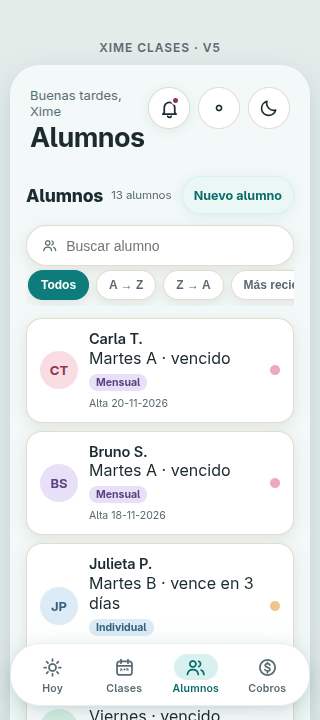 XIME CLASES · V5
Buenas tardes,
Xime
Alumnos
Alumnos 13 alumnos Nuevo alumno
Buscar alumno
Todos A → Z Z → A Más recie
CT
Carla T.
Martes A · vencido
Mensual
Alta 20-11-2026
BS
Bruno S.
Martes A · vencido
Mensual
Alta 18-11-2026
JP
Julieta P.
Martes B · vence en 3
días
Individual
Viernes · vencido
Hoy Clases Alumnos Cobros